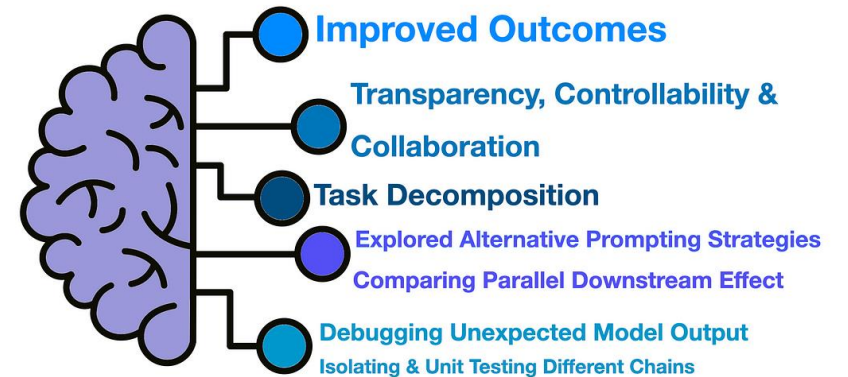 Improved Outcomes
Transparency, Controllability &
Collaboration
Task Decomposition
Explored Alternative Prompting Strategies
Comparing Parallel Downstream Effect
Debugging Unexpected Model Output
Isolating & Unit Testing Different Chains